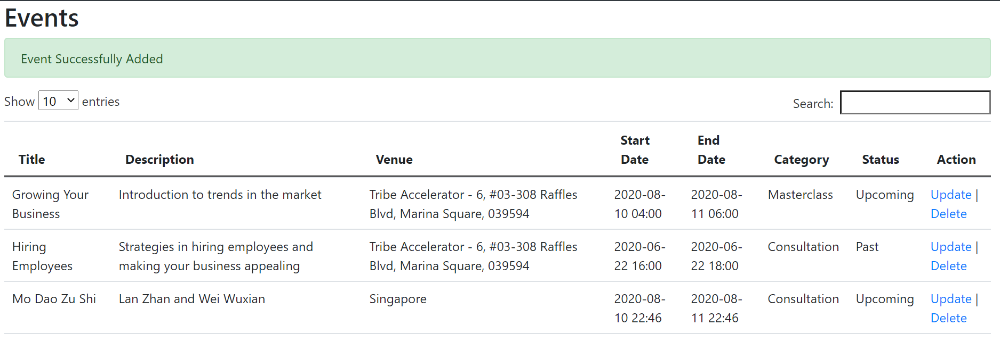 Events
Event Successfully Added
Show 10 entries
Search:
Title Description Venue Start Date End Date Category Status Action
Growing Your Introduction to trends in the market Tribe Accelerator - 6, #03-308 Raffles 2020-08- 2020-08- Masterclass Upcoming Update |
Business Blvd, Marina Square, 039594 10 04:00 11 06:00 Delete
Hiring Strategies in hiring employees and Tribe Accelerator - 6, #03-308 Raffles 2020-06- 2020-06- Consultation Past Update |
Employees making your business appealing Blvd, Marina Square, 039594 22 16:00 22 18:00 Delete
Mo Dao Zu Shi Lan Zhan and Wei Wuxian Singapore 2020-08- 2020-08- Consultation Upcoming Update |
10 22:46 11 22:46 Delete